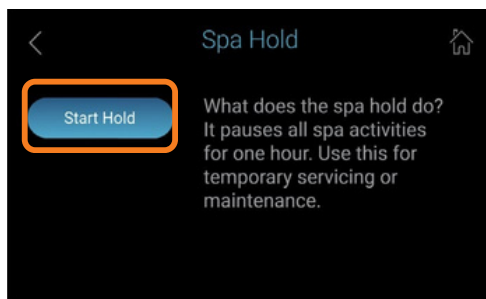 Spa Hold
Start Hold
What does the spa hold do?
It pauses all spa activities
for one hour. Use this for
temporary servicing or
maintenance.